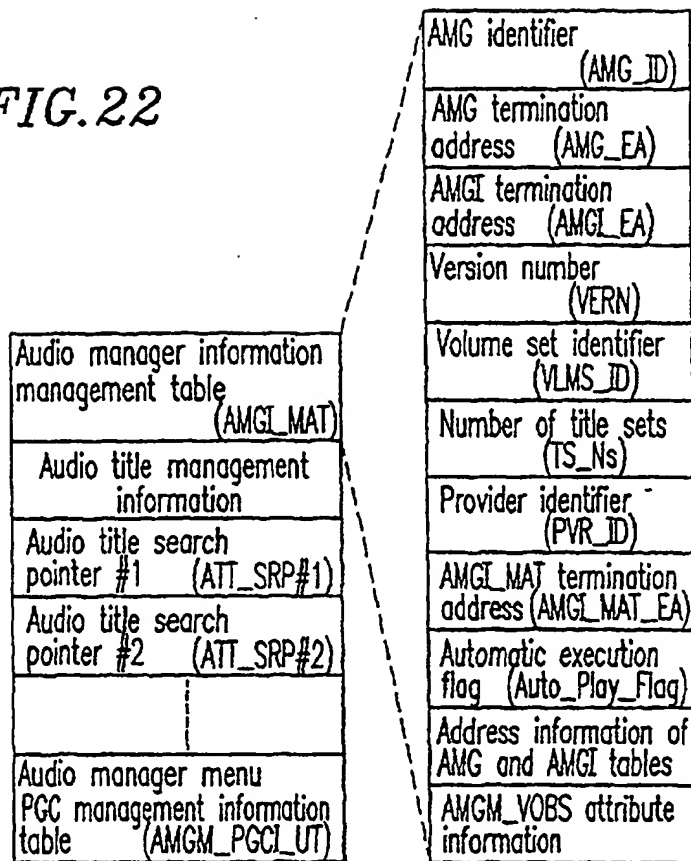 FIG.22
AMG identifier
(AMG_ID)
AMG termination
address (AMG_EA)
AMGI termination
address (AMGI_EA)
Version number
(VERN)
Volume set identifier
(VLMS_ID)
Number of title sets
(TS_Ns)
Provider identifier
(PVR_ID)
AMGI_MAT termination
address (AMGI_MAT_EA)
Automatic execution
flag (Auto_Play_Flag)
Address information of
AMG and AMGI tables
AMGM_VOBS attribute
information
Audio manager information
management table
(AMGI_MAT)
Audio title management
information
Audio title search
pointer #1 (ATT_SRP#1)
Audio title search
pointer #2 (ATT_SRP#2)
Audio manager menu
PGC management information
table (AMGM_PGCI_UT)